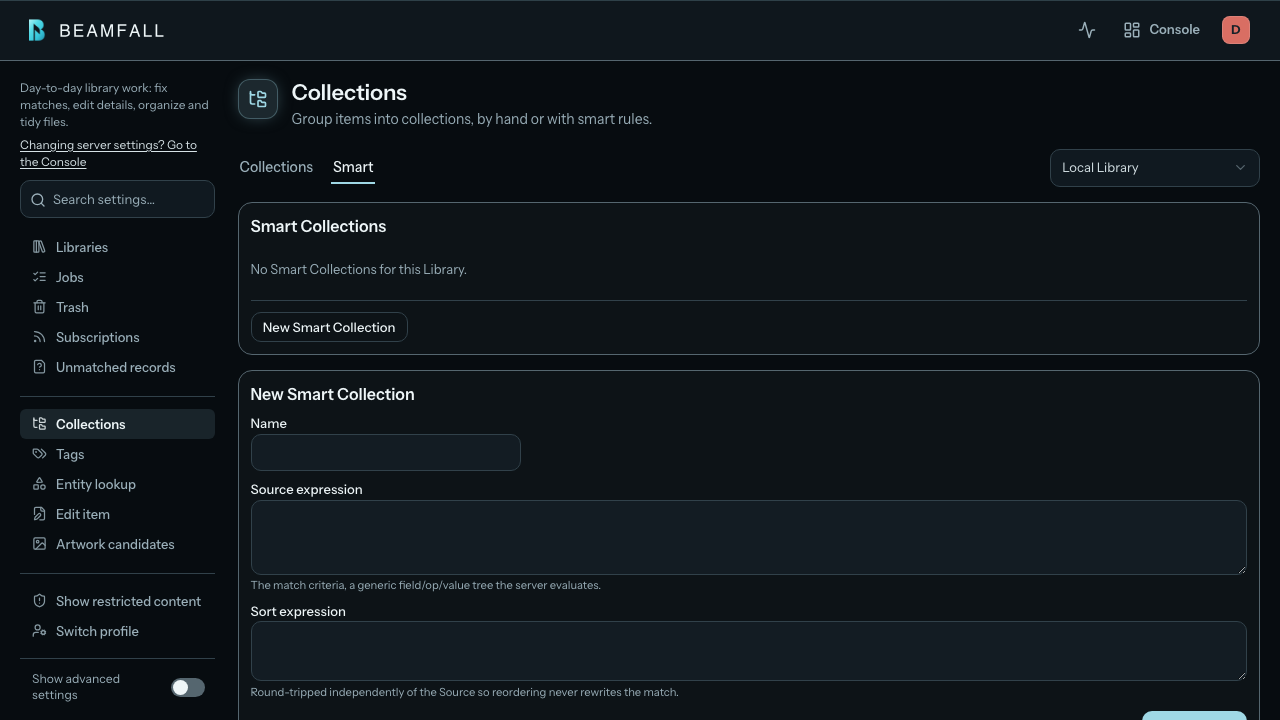 BEAMFALL
Console
D
Day-to-day library work: fix
matches, edit details, organize and
tidy files.
Changing server settings? Go to
the Console
Search settings...
Libraries
Jobs
Trash
Subscriptions
Unmatched records
Collections
Tags
Entity lookup
Edit item
Artwork candidates
Show restricted content
Switch profile
Show advanced
settings
Collections
Group items into collections, by hand or with smart rules.
Collections
Smart
Local Library
Smart Collections
No Smart Collections for this Library.
New Smart Collection
New Smart Collection
Name
Source expression
The match criteria, a generic field/op/value tree the server evaluates.
Sort expression
Round-tripped independently of the Source so reordering never rewrites the match.